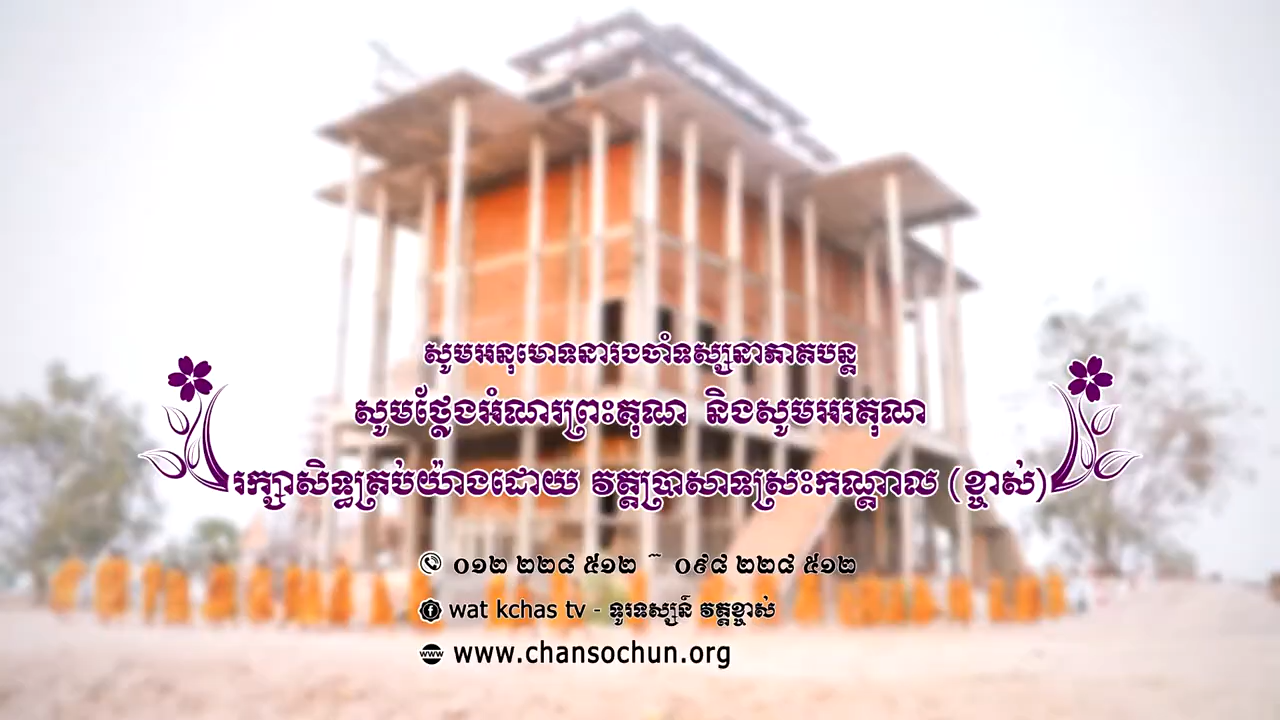 សូមអនុមោទនារងចាំទស្សនាភាគបន្ត
សូមថ្លែងអំណរព្រះគុណ និងសូមអរគុណ
រក្សាសិទ្ធគ្រប់យ៉ាងដោយ វត្តប្រាសាទស្រះកណ្ដាល (ខ្ចាស់)
០១២ ២២៨ ៥១២ ~ ០៩៨ ២២៨ ៥១២
wat kchas tv - ទូរទស្សន៍ វត្តខ្ចាស់
www.chansochun.org